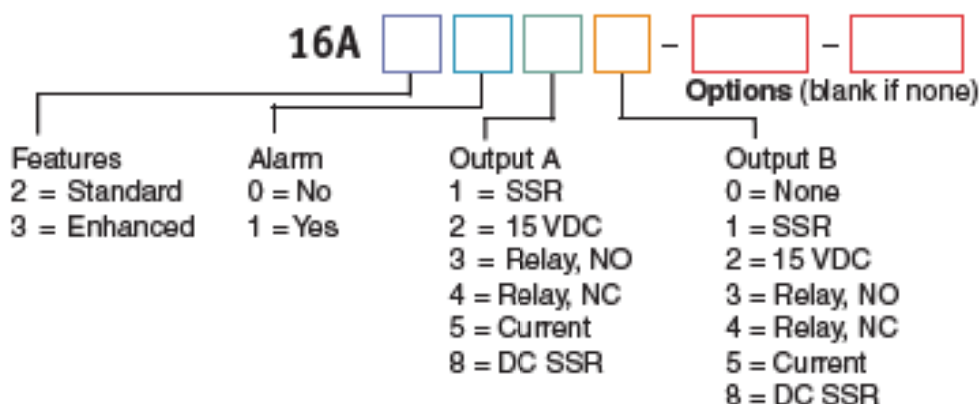 16A – –
Options (blank if none)
Features
2 = Standard
3 = Enhanced
Alarm
0 = No
1 = Yes
Output A
1 = SSR
2 = 15 VDC
3 = Relay, NO
4 = Relay, NC
5 = Current
8 = DC SSR
Output B
0 = None
1 = SSR
2 = 15 VDC
3 = Relay, NO
4 = Relay, NC
5 = Current
8 = DC SSR